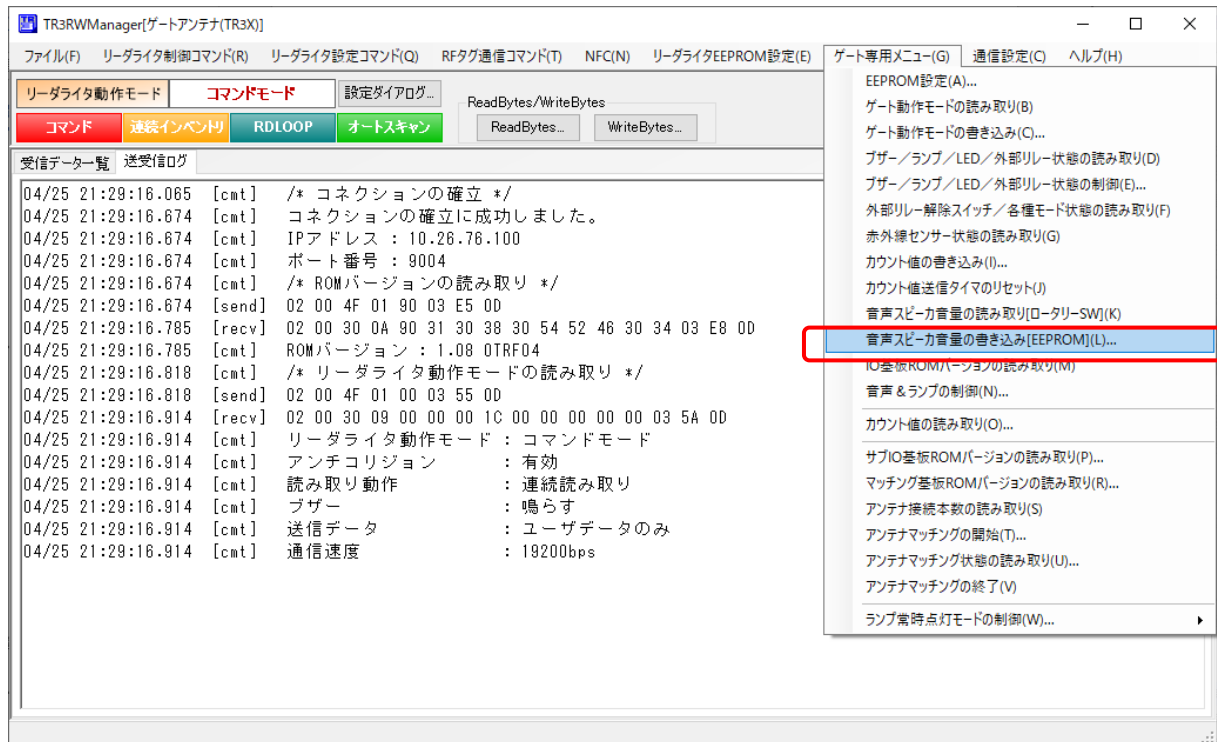 TR3RWManager[ゲートアンテナ(TR3X)]
ファイル(F) リーダライタ制御コマンド(R) リーダライタ設定コマンド(Q) RFタグ通信コマンド(T) NFC(N) リーダライタEEPROM設定(E) ゲート専用メニュー(G) 通信設定(C) ヘルプ(H)
リーダライタ動作モード コマンドモード 設定ダイアログ...
ReadBytes/WriteBytes
コマンド 連続インベントリ RDLOOP オートスキャン ReadBytes... WriteBytes...
受信データ一覧 送受信ログ
04/25 21:29:16.065 [cmt] /* コネクションの確立 */
04/25 21:29:16.674 [cmt] コネクションの確立に成功しました。
04/25 21:29:16.674 [cmt] IPアドレス : 10.26.76.100
04/25 21:29:16.674 [cmt] ポート番号 : 9004
04/25 21:29:16.674 [cmt] /* ROMバージョンの読み取り */
04/25 21:29:16.674 [send] 02 00 4F 01 90 03 E5 0D
04/25 21:29:16.785 [recv] 02 00 30 0A 90 31 30 38 30 54 52 46 30 34 03 E8 0D
04/25 21:29:16.785 [cmt] ROMバージョン : 1.08 0TRF04
04/25 21:29:16.818 [cmt] /* リーダライタ動作モードの読み取り */
04/25 21:29:16.818 [send] 02 00 4F 01 00 03 55 0D
04/25 21:29:16.914 [recv] 02 00 30 09 00 00 00 1C 00 00 00 00 00 03 5A 0D
04/25 21:29:16.914 [cmt] リーダライタ動作モード : コマンドモード
04/25 21:29:16.914 [cmt] アンチコリジョン : 有効
04/25 21:29:16.914 [cmt] 読み取り動作 : 連続読み取り
04/25 21:29:16.914 [cmt] ブザー : 鳴らす
04/25 21:29:16.914 [cmt] 送信データ : ユーザデータのみ
04/25 21:29:16.914 [cmt] 通信速度 : 19200bps
EEPROM設定(A)...
ゲート動作モードの読み取り(B)
ゲート動作モードの書き込み(C)...
ブザー／ランプ／LED／外部リレー状態の読み取り(D)
ブザー／ランプ／LED／外部リレー状態の制御(E)...
外部リレー解除スイッチ／各種モード状態の読み取り(F)
赤外線センサー状態の読み取り(G)
カウント値の書き込み(I)...
カウント値送信タイマのリセット(J)
音声スピーカ音量の読み取り[ロータリーSW](K)
音声スピーカ音量の書き込み[EEPROM](L)...
IO基板ROMバージョンの読み取り(M)
音声＆ランプの制御(N)...
カウント値の読み取り(O)...
サブIO基板ROMバージョンの読み取り(P)...
マッチング基板ROMバージョンの読み取り(R)...
アンテナ接続本数の読み取り(S)
アンテナマッチングの開始(T)...
アンテナマッチング状態の読み取り(U)...
アンテナマッチングの終了(V)
ランプ常時点灯モードの制御(W)...